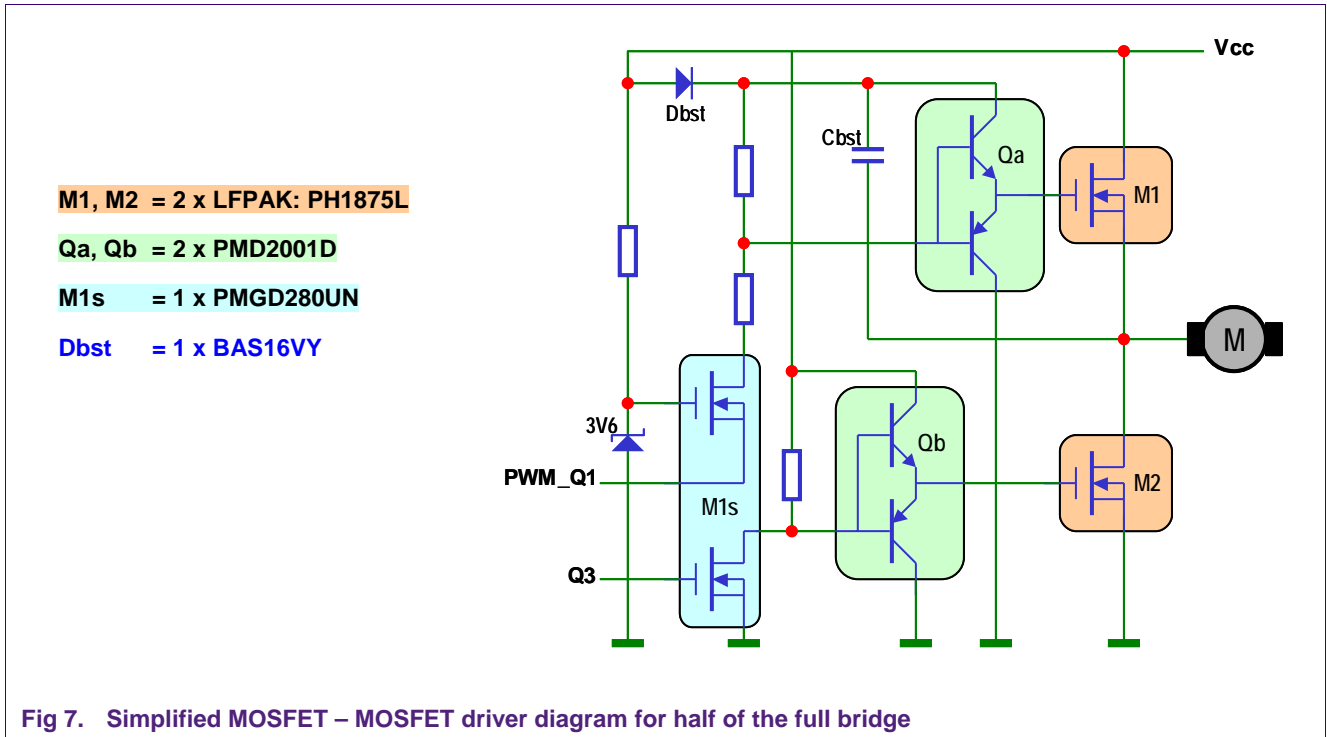 Vcc
Dbst
Cbst
Qa
M1
M1, M2 = 2 x LFPAK: PH1875L
Qa, Qb = 2 x PMD2001D
M1s = 1 x PMGD280UN
Dbst = 1 x BAS16VY
M
3V6
Qb
PWM_Q1
M1s
M2
Q3
Fig 7. Simplified MOSFET – MOSFET driver diagram for half of the full bridge